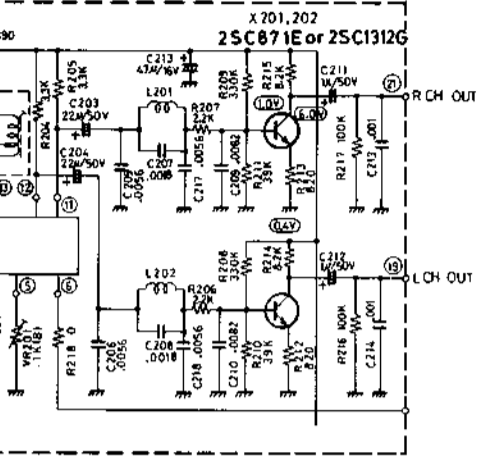 X201,202
2SC871E or 2SC1312G
C213
47μ/16V
R205
3.3K
3.3K
R204
C203
22μ/50V
C204
22μ/50V
L201
R207
2.2K
R209
330K
R215
8.2K
C211
1μ/50V
21
R CH OUT
1.0V
6.0V
C207
.0018
C205
.0056
C217
.0056
C209
.0082
R211
39K
R213
820
R217
100K
C213
.001
13
12
11
0.4V
L202
R206
2.2K
R208
330K
R214
8.2K
C212
1μ/50V
19
L CH OUT
5
6
VR201
1K(B)
R218
0
C206
.0056
C208
.0018
C218
.0056
C210
.0082
R210
39K
R212
820
R216
100K
C214
.001